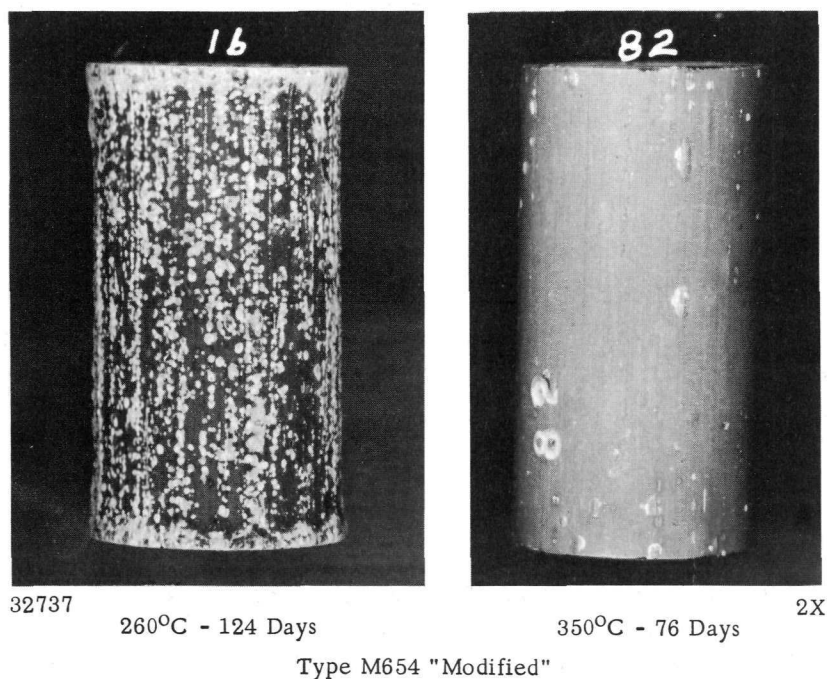 16
82
82
32737
2X
260°C - 124 Days
350°C - 76 Days
Type M654 "Modified"